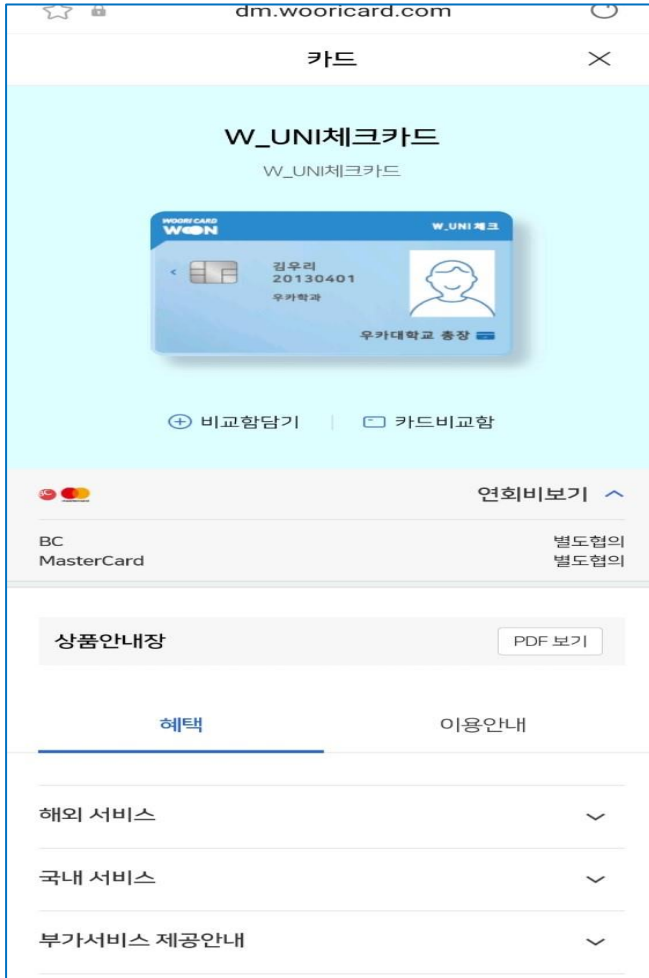 dm.wooricard.com
카드
W_UNI체크카드
W_UNI체크카드
WOORI CARD
WOON
W_UNI 체크
김우리
20130401
우카학과
우카대학교 총장
비교함담기
카드비교함
연회비보기
BC 별도협의
MasterCard 별도협의
상품안내장
PDF 보기
혜택
이용안내
해외 서비스
국내 서비스
부가서비스 제공안내